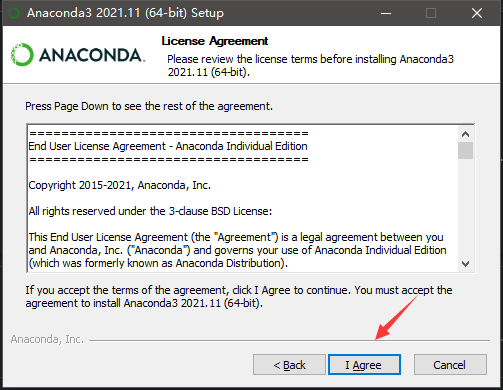 Anaconda3 2021.11 (64-bit) Setup
ANACONDA.
License Agreement
Please review the license terms before installing Anaconda3
2021.11 (64-bit).
Press Page Down to see the rest of the agreement.
====================================
End User License Agreement - Anaconda Individual Edition
====================================
Copyright 2015-2021, Anaconda, Inc.
All rights reserved under the 3-clause BSD License:
This End User License Agreement (the "Agreement") is a legal agreement between you
and Anaconda, Inc. ("Anaconda") and governs your use of Anaconda Individual Edition
(which was formerly known as Anaconda Distribution).
If you accept the terms of the agreement, click I Agree to continue. You must accept the
agreement to install Anaconda3 2021.11 (64-bit).
Anaconda, Inc.
< Back
I Agree
Cancel